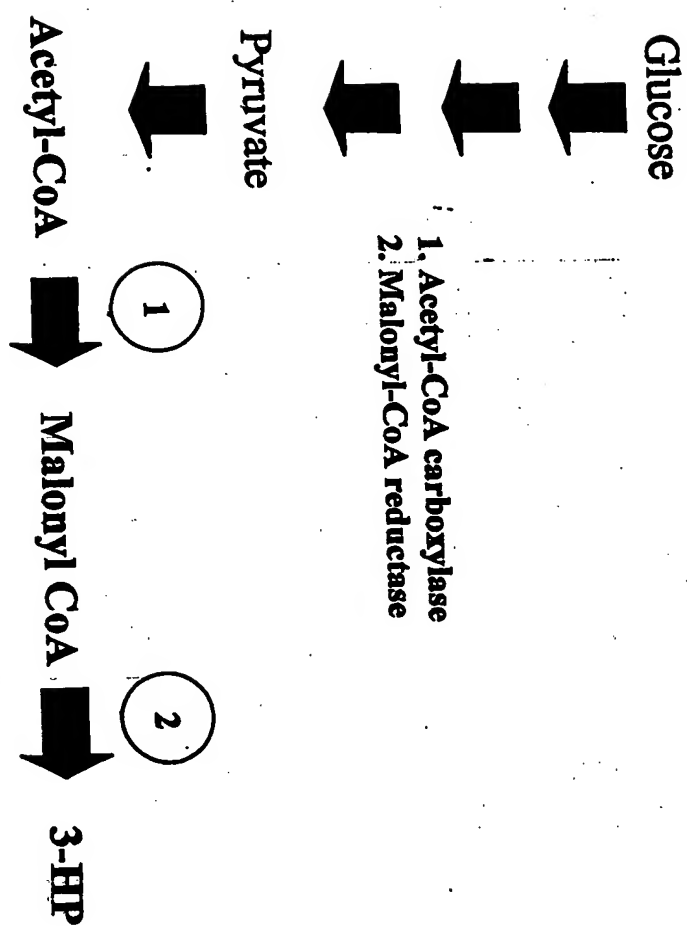 Glucose
1. Acetyl-CoA carboxylase
2. Malonyl-CoA reductase
Pyruvate
1
2
Acetyl-CoA
Malonyl CoA
3-HP